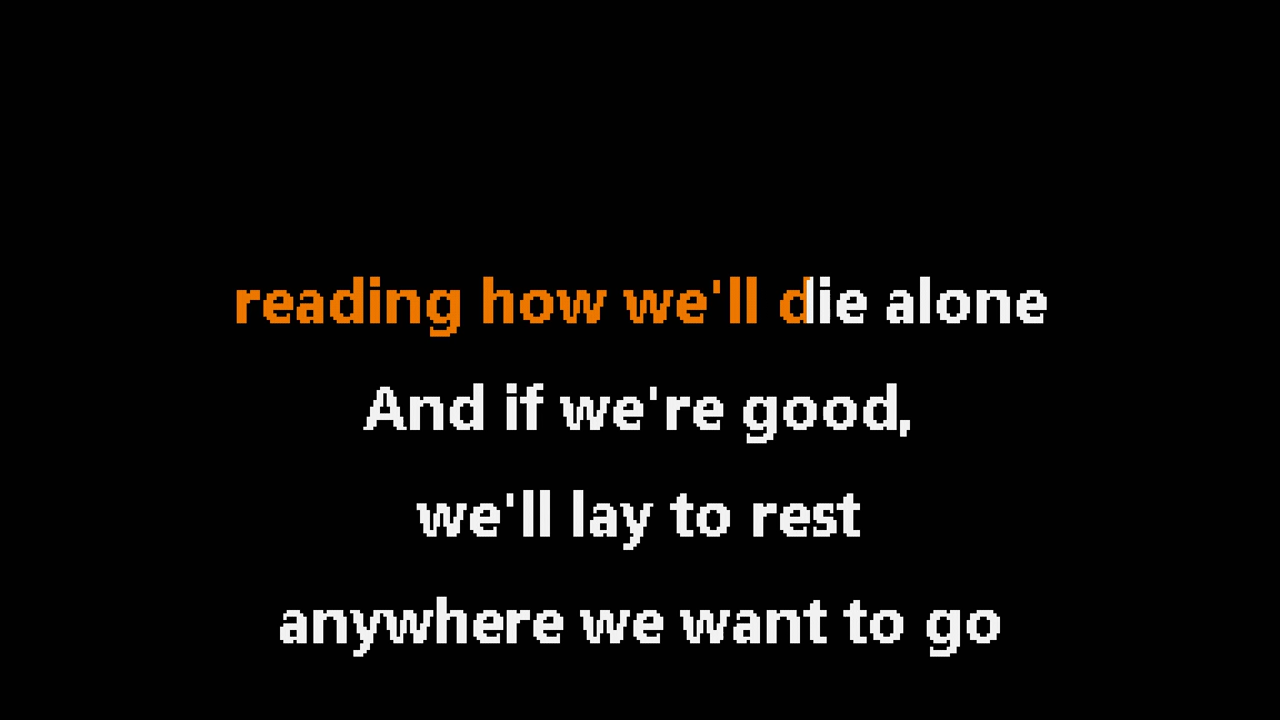 reading how we'll die alone
And if we're good,
we'll lay to rest
anywhere we want to go